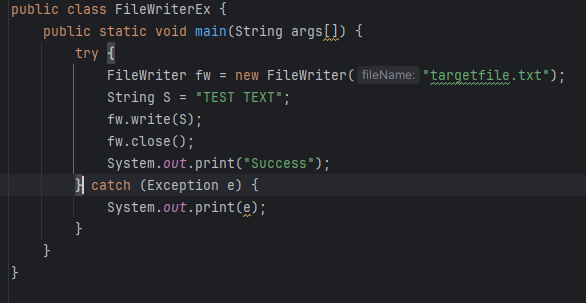 public class FileWriterEx {
    public static void main(String args[]) {
        try {
            FileWriter fw = new FileWriter( fileName: "targetfile.txt");
            String S = "TEST TEXT";
            fw.write(S);
            fw.close();
            System.out.print("Success");
        } catch (Exception e) {
            System.out.print(e);
        }
    }
}